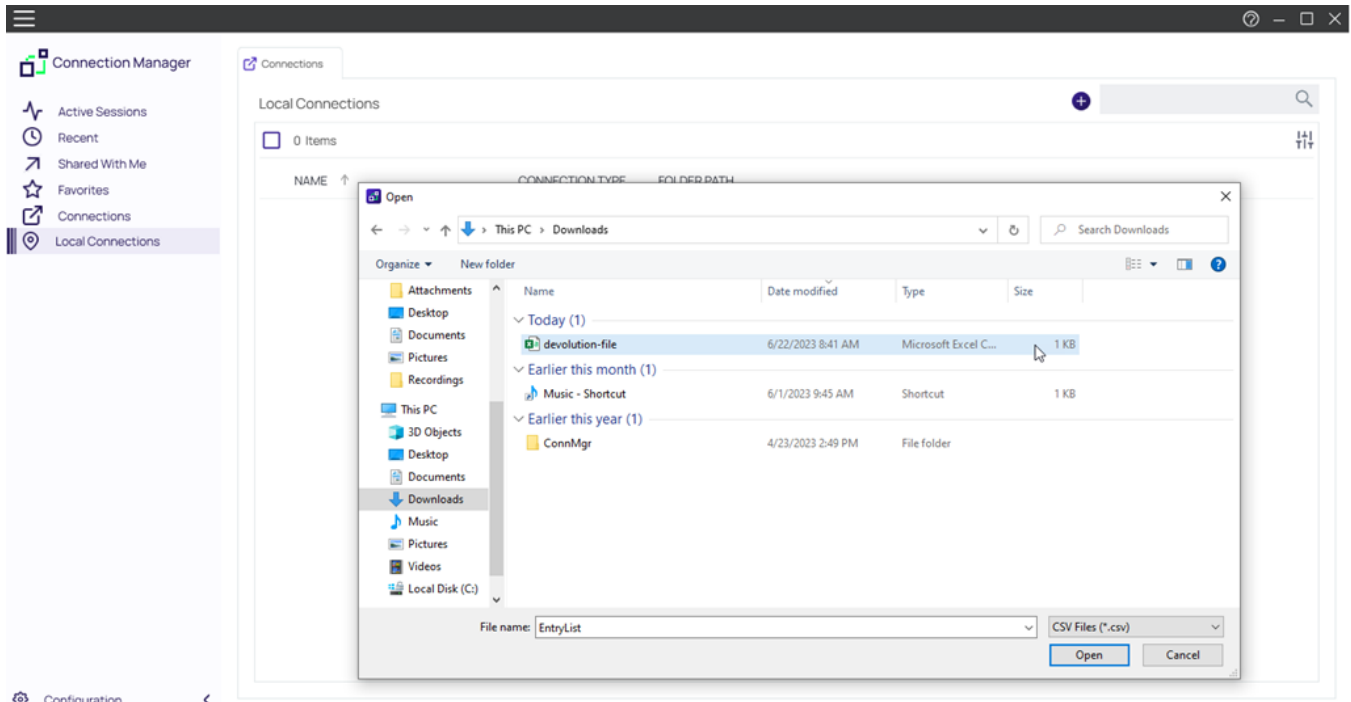 Connection Manager
Active Sessions
Recent
Shared With Me
Favorites
Connections
Local Connections
Configuration
Connections
Local Connections
0 Items
NAME CONNECTION TYPE FOLDER PATH
Open
This PC > Downloads
Search Downloads
Organize New folder
Attachments
Desktop
Documents
Pictures
Recordings
This PC
3D Objects
Desktop
Documents
Downloads
Music
Pictures
Videos
Local Disk (C:)
Name Date modified Type Size
Today (1)
devolution-file 6/22/2023 8:41 AM Microsoft Excel C... 1 KB
Earlier this month (1)
Music - Shortcut 6/1/2023 9:45 AM Shortcut 1 KB
Earlier this year (1)
ConnMgr 4/23/2023 2:49 PM File folder
File name: EntryList CSV Files (*.csv)
Open Cancel